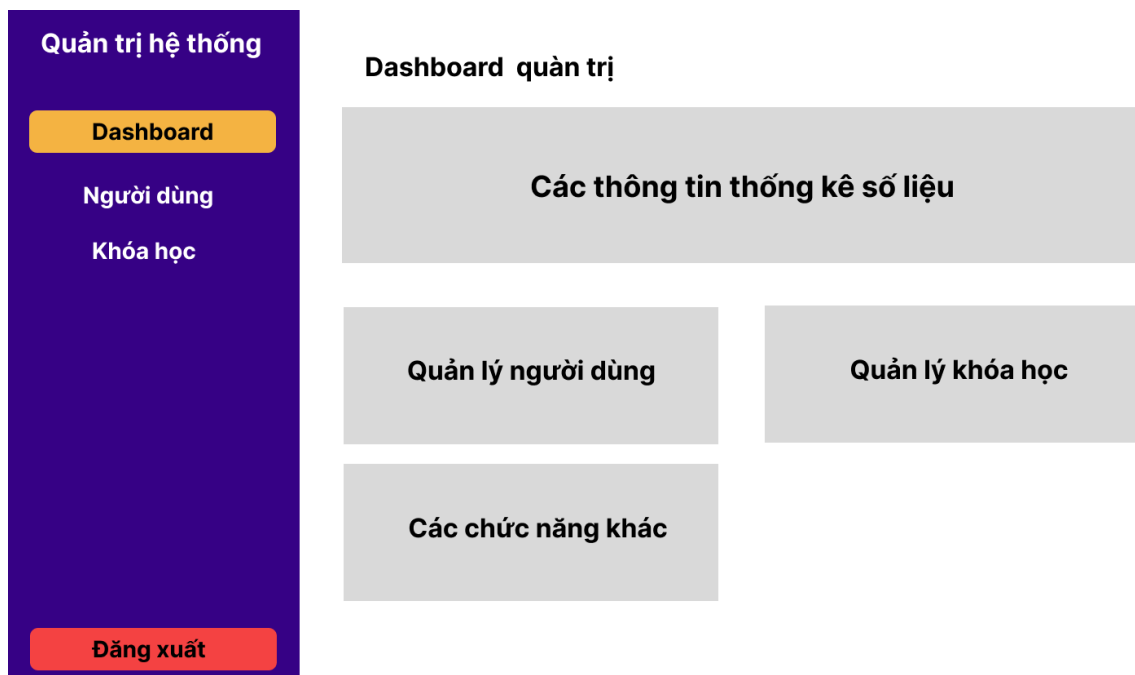 Quản trị hệ thống
Dashboard
Người dùng
Khóa học
Đăng xuất
Dashboard quàn trị
Các thông tin thống kê số liệu
Quản lý người dùng
Quản lý khóa học
Các chức năng khác